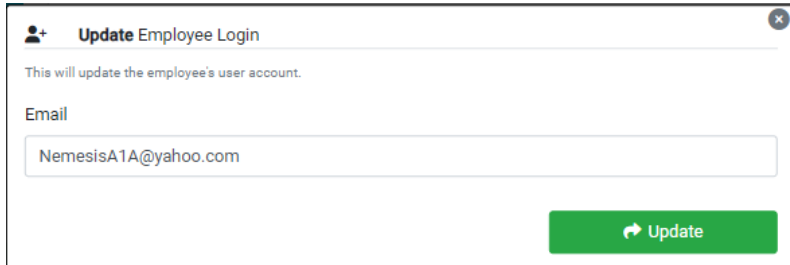 Update Employee Login
This will update the employee's user account.
Email
NemesisA1A@yahoo.com
Update